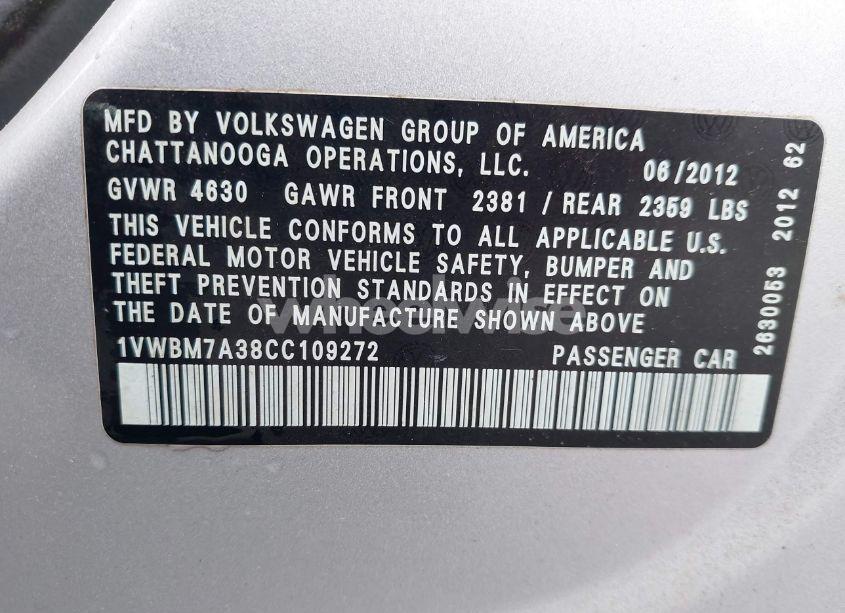 MFD BY VOLKSWAGEN GROUP OF AMERICA
CHATTANOOGA OPERATIONS, LLC. 06/2012
GVWR 4630 GAWR FRONT 2381 / REAR 2359 LBS
THIS VEHICLE CONFORMS TO ALL APPLICABLE U.S.
FEDERAL MOTOR VEHICLE SAFETY, BUMPER AND
THEFT PREVENTION STANDARDS IN EFFECT ON
THE DATE OF MANUFACTURE SHOWN ABOVE
1VWBM7A38CC109272 PASSENGER CAR
2630053 2012 62
wheelwise